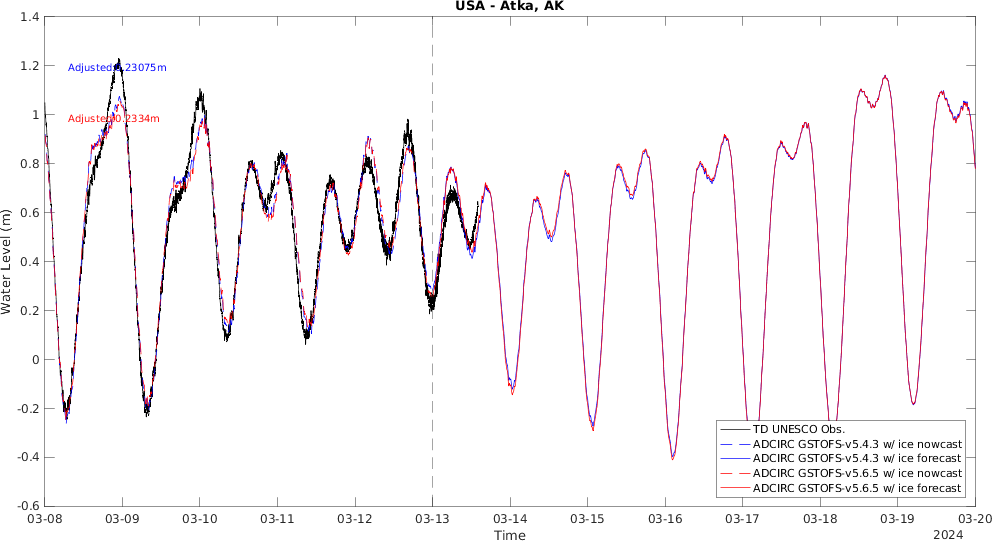 USA - Atka, AK
1.4
1.2
1
0.8
0.6
0.4
0.2
0
-0.2
-0.4
-0.6
Water Level (m)
Adjusted 0.23075m
Adjusted 0.2334m
TD UNESCO Obs.
ADCIRC GSTOFS-v5.4.3 w/ ice nowcast
ADCIRC GSTOFS-v5.4.3 w/ ice forecast
ADCIRC GSTOFS-v5.6.5 w/ ice nowcast
ADCIRC GSTOFS-v5.6.5 w/ ice forecast
03-08 03-09 03-10 03-11 03-12 03-13 03-14 03-15 03-16 03-17 03-18 03-19 03-20
Time
2024